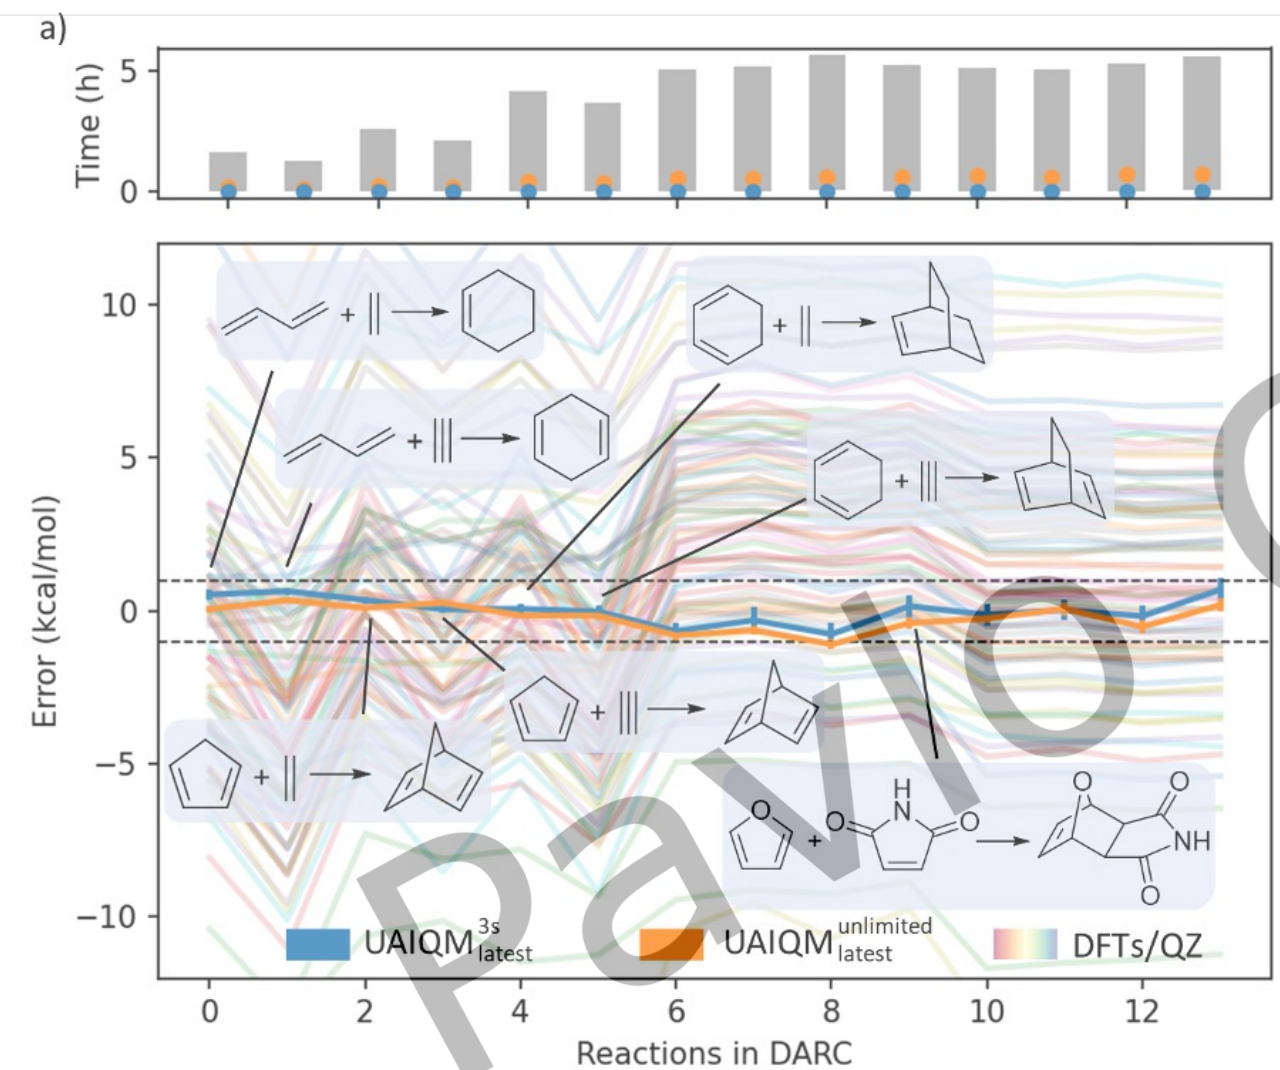 a)
Time (h)
5
0
Error (kcal/mol)
10
5
0
−5
−10
+
+
+
+
+
+
O
+
O
H
N
O
O
O
NH
O
UAIQM 3s latest
UAIQM unlimited latest
DFTs/QZ
0 2 4 6 8 10 12
Reactions in DARC
Pavlo